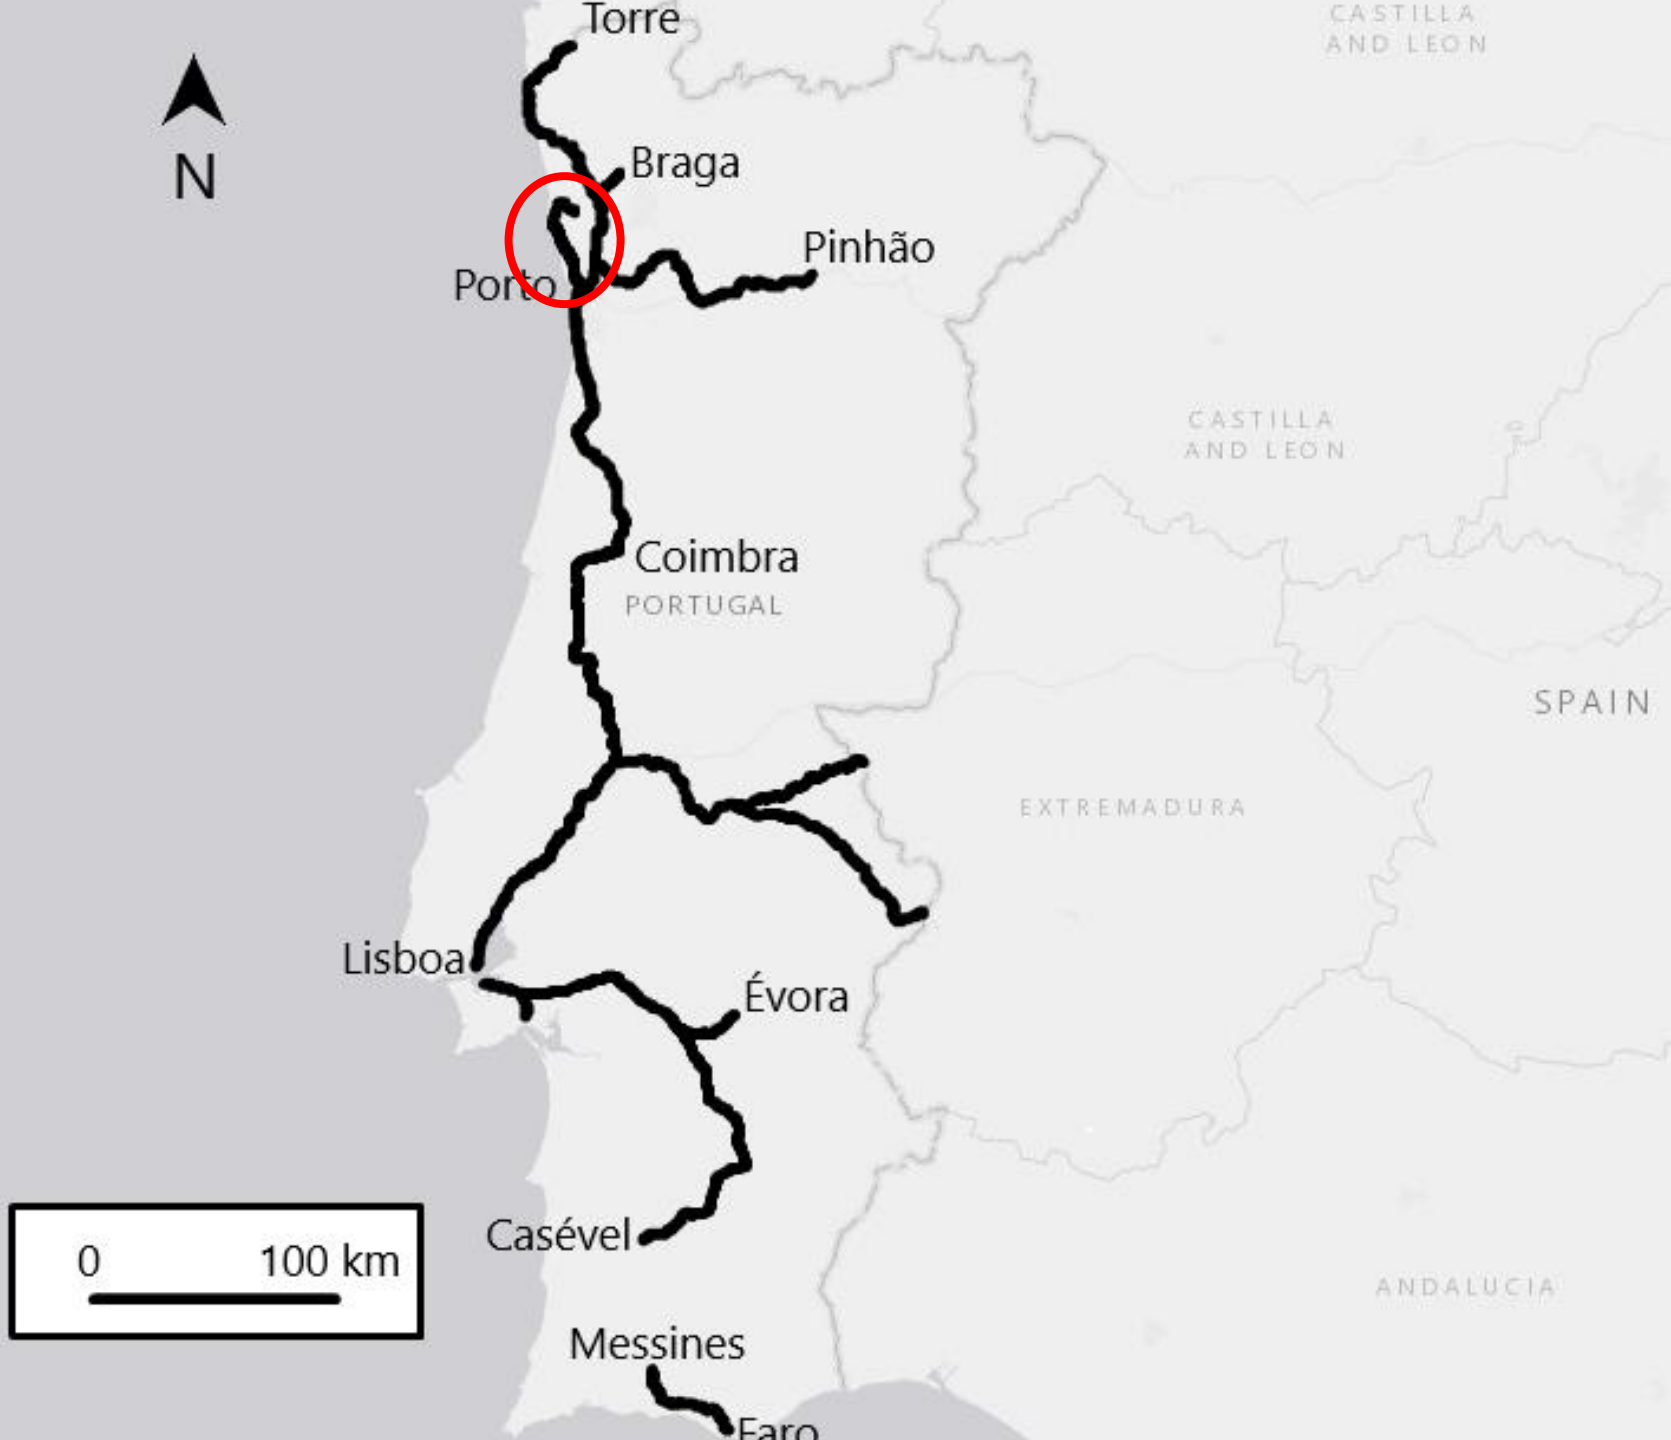 Torre
CASTILLA
AND LEON
N
Braga
Pinhão
Porto
CASTILLA
AND LEON
Coimbra
PORTUGAL
SPAIN
EXTREMADURA
Lisboa
Évora
Casével
0 100 km
ANDALUCIA
Messines
Faro